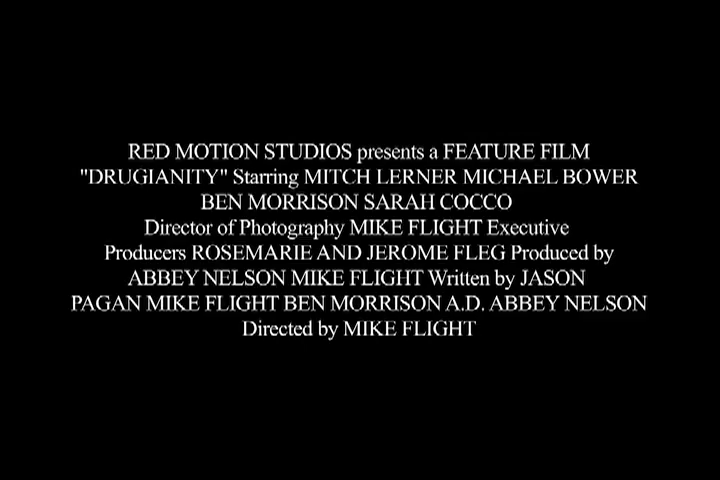 RED MOTION STUDIOS presents a FEATURE FILM
"DRUGIANITY" Starring MITCH LERNER MICHAEL BOWER
BEN MORRISON SARAH COCCO
Director of Photography MIKE FLIGHT Executive
Producers ROSEMARIE AND JEROME FLEG Produced by
ABBEY NELSON MIKE FLIGHT Written by JASON
PAGAN MIKE FLIGHT BEN MORRISON A.D. ABBEY NELSON
Directed by MIKE FLIGHT